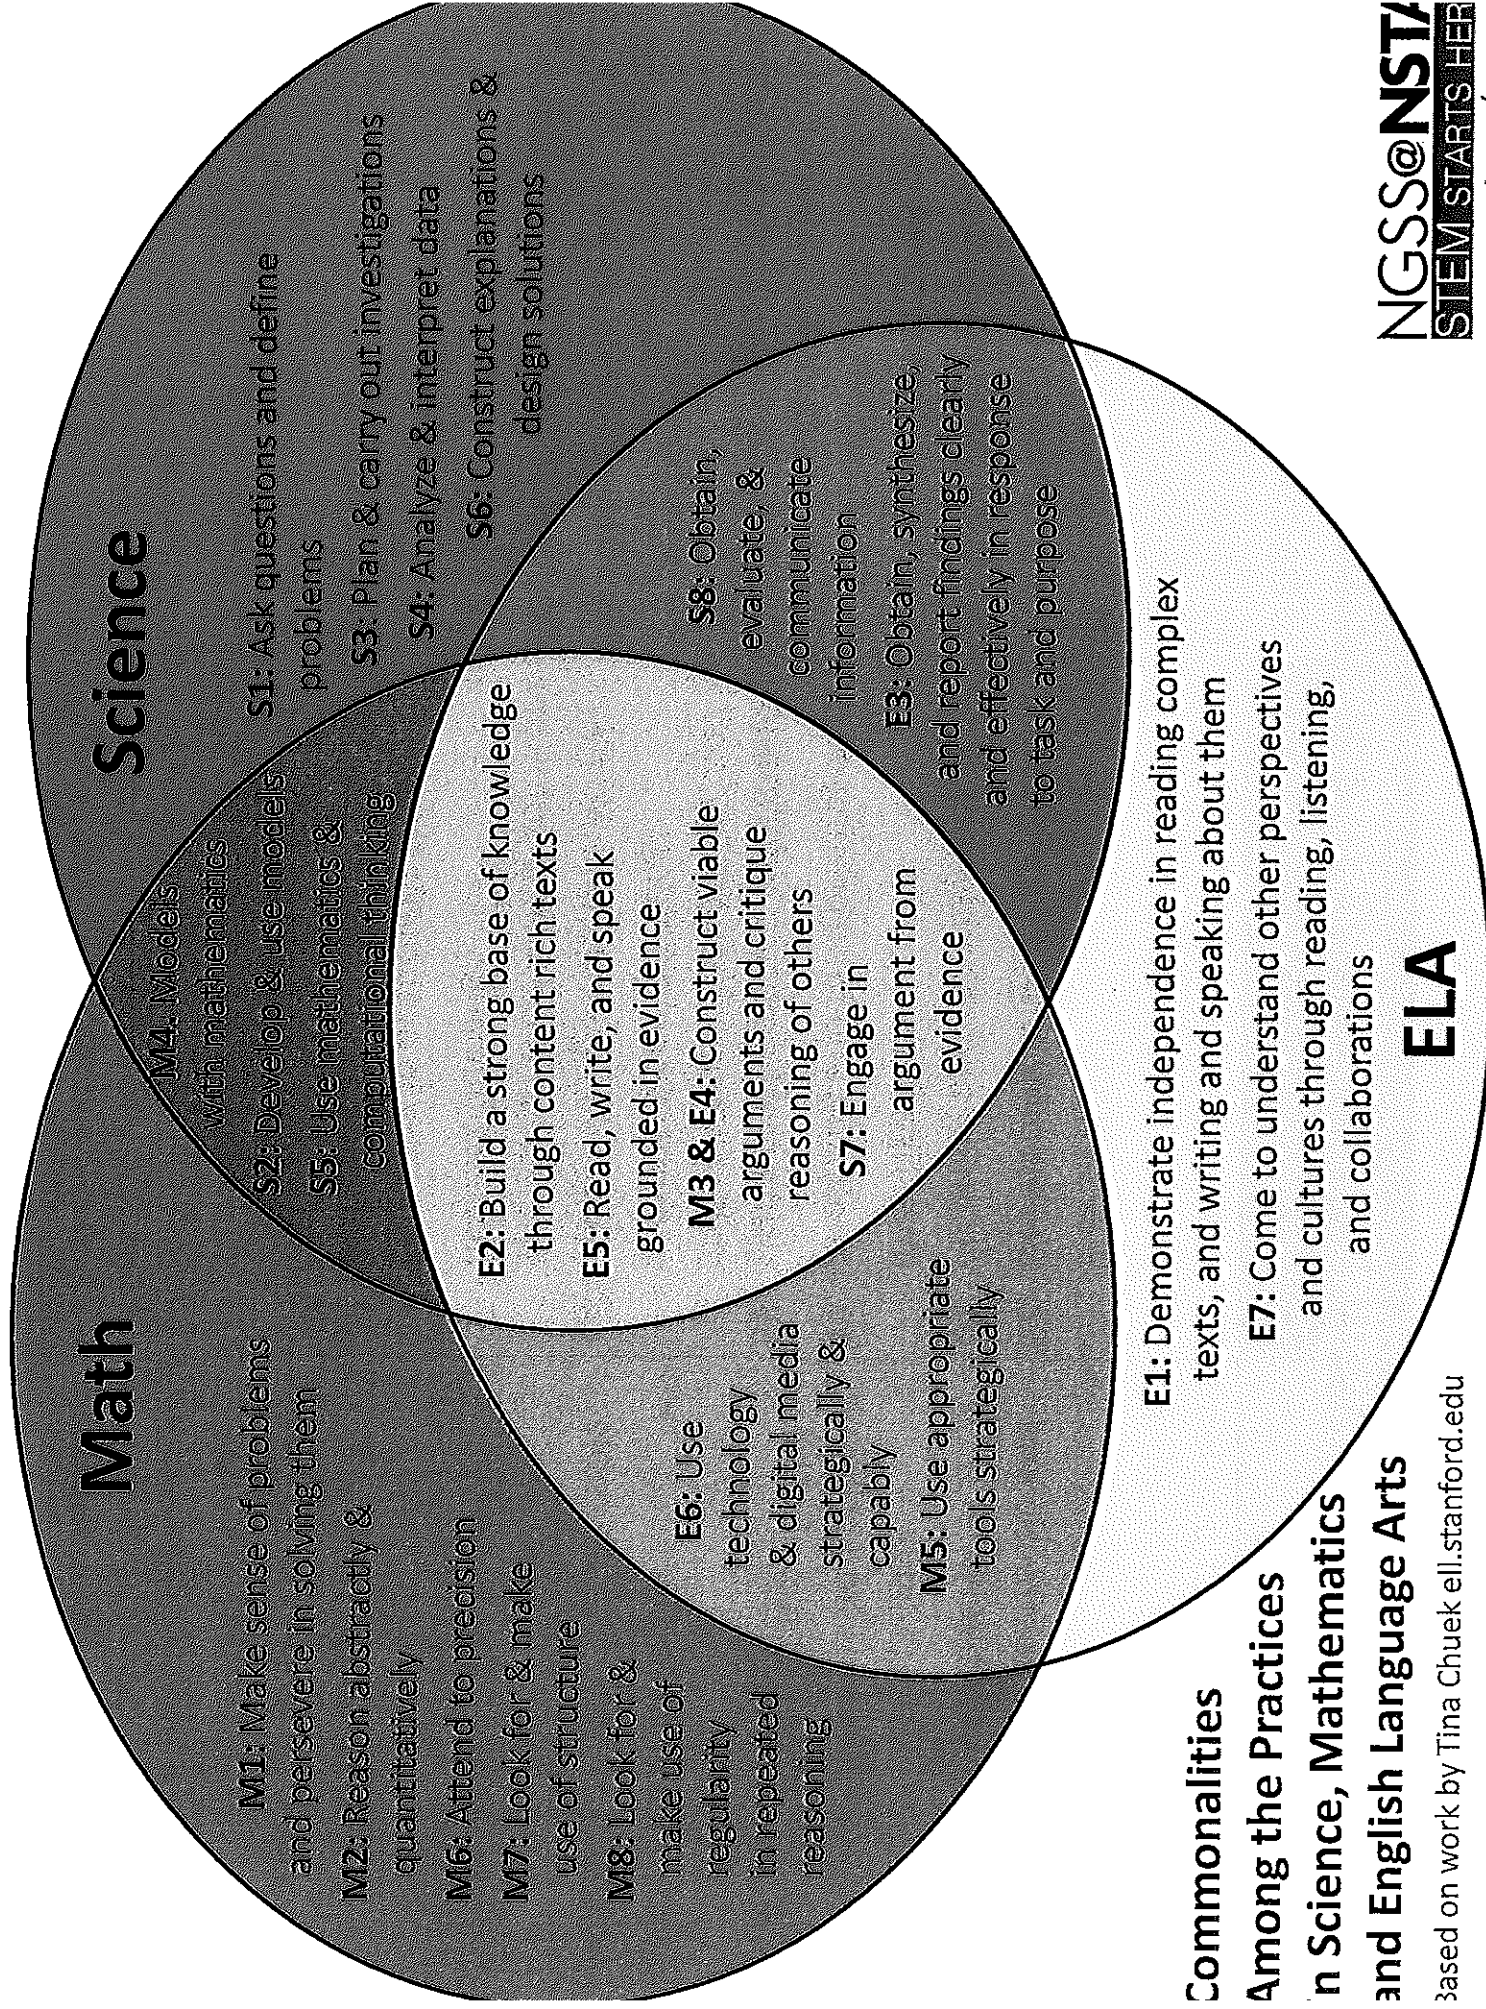 Math
M1: Make sense of problems
and persevere in solving them
M2: Reason abstractly &
quantitatively
M6: Attend to precision
M7: Look for & make
use of structure
M8: Look for &
make use of
regularity
in repeated
reasoning
Science
M4: Models
with mathematics
S2: Develop & use models
S5: Use mathematics &
computational thinking
S1: Ask questions and define
problems
S3: Plan & carry out investigations
S4: Analyze & interpret data
S6: Construct explanations &
design solutions
E2: Build a strong base of knowledge
through content rich texts
E5: Read, write, and speak
grounded in evidence
M3 & E4: Construct viable
arguments and critique
reasoning of others
S7: Engage in
argument from
evidence
E6: Use
technology
& digital media
strategically &
capably
M5: Use appropriate
tools strategically
S8: Obtain,
evaluate, &
communicate
information
E3: Obtain, synthesize,
and report findings clearly
and effectively in response
to task and purpose
E1: Demonstrate independence in reading complex
texts, and writing and speaking about them
E7: Come to understand other perspectives
and cultures through reading, listening,
and collaborations
ELA
Commonalities
Among the Practices
n Science, Mathematics
and English Language Arts
Based on work by Tina Chuek ell.stanford.edu
NGSS@NSTA
STEM STARTS HER